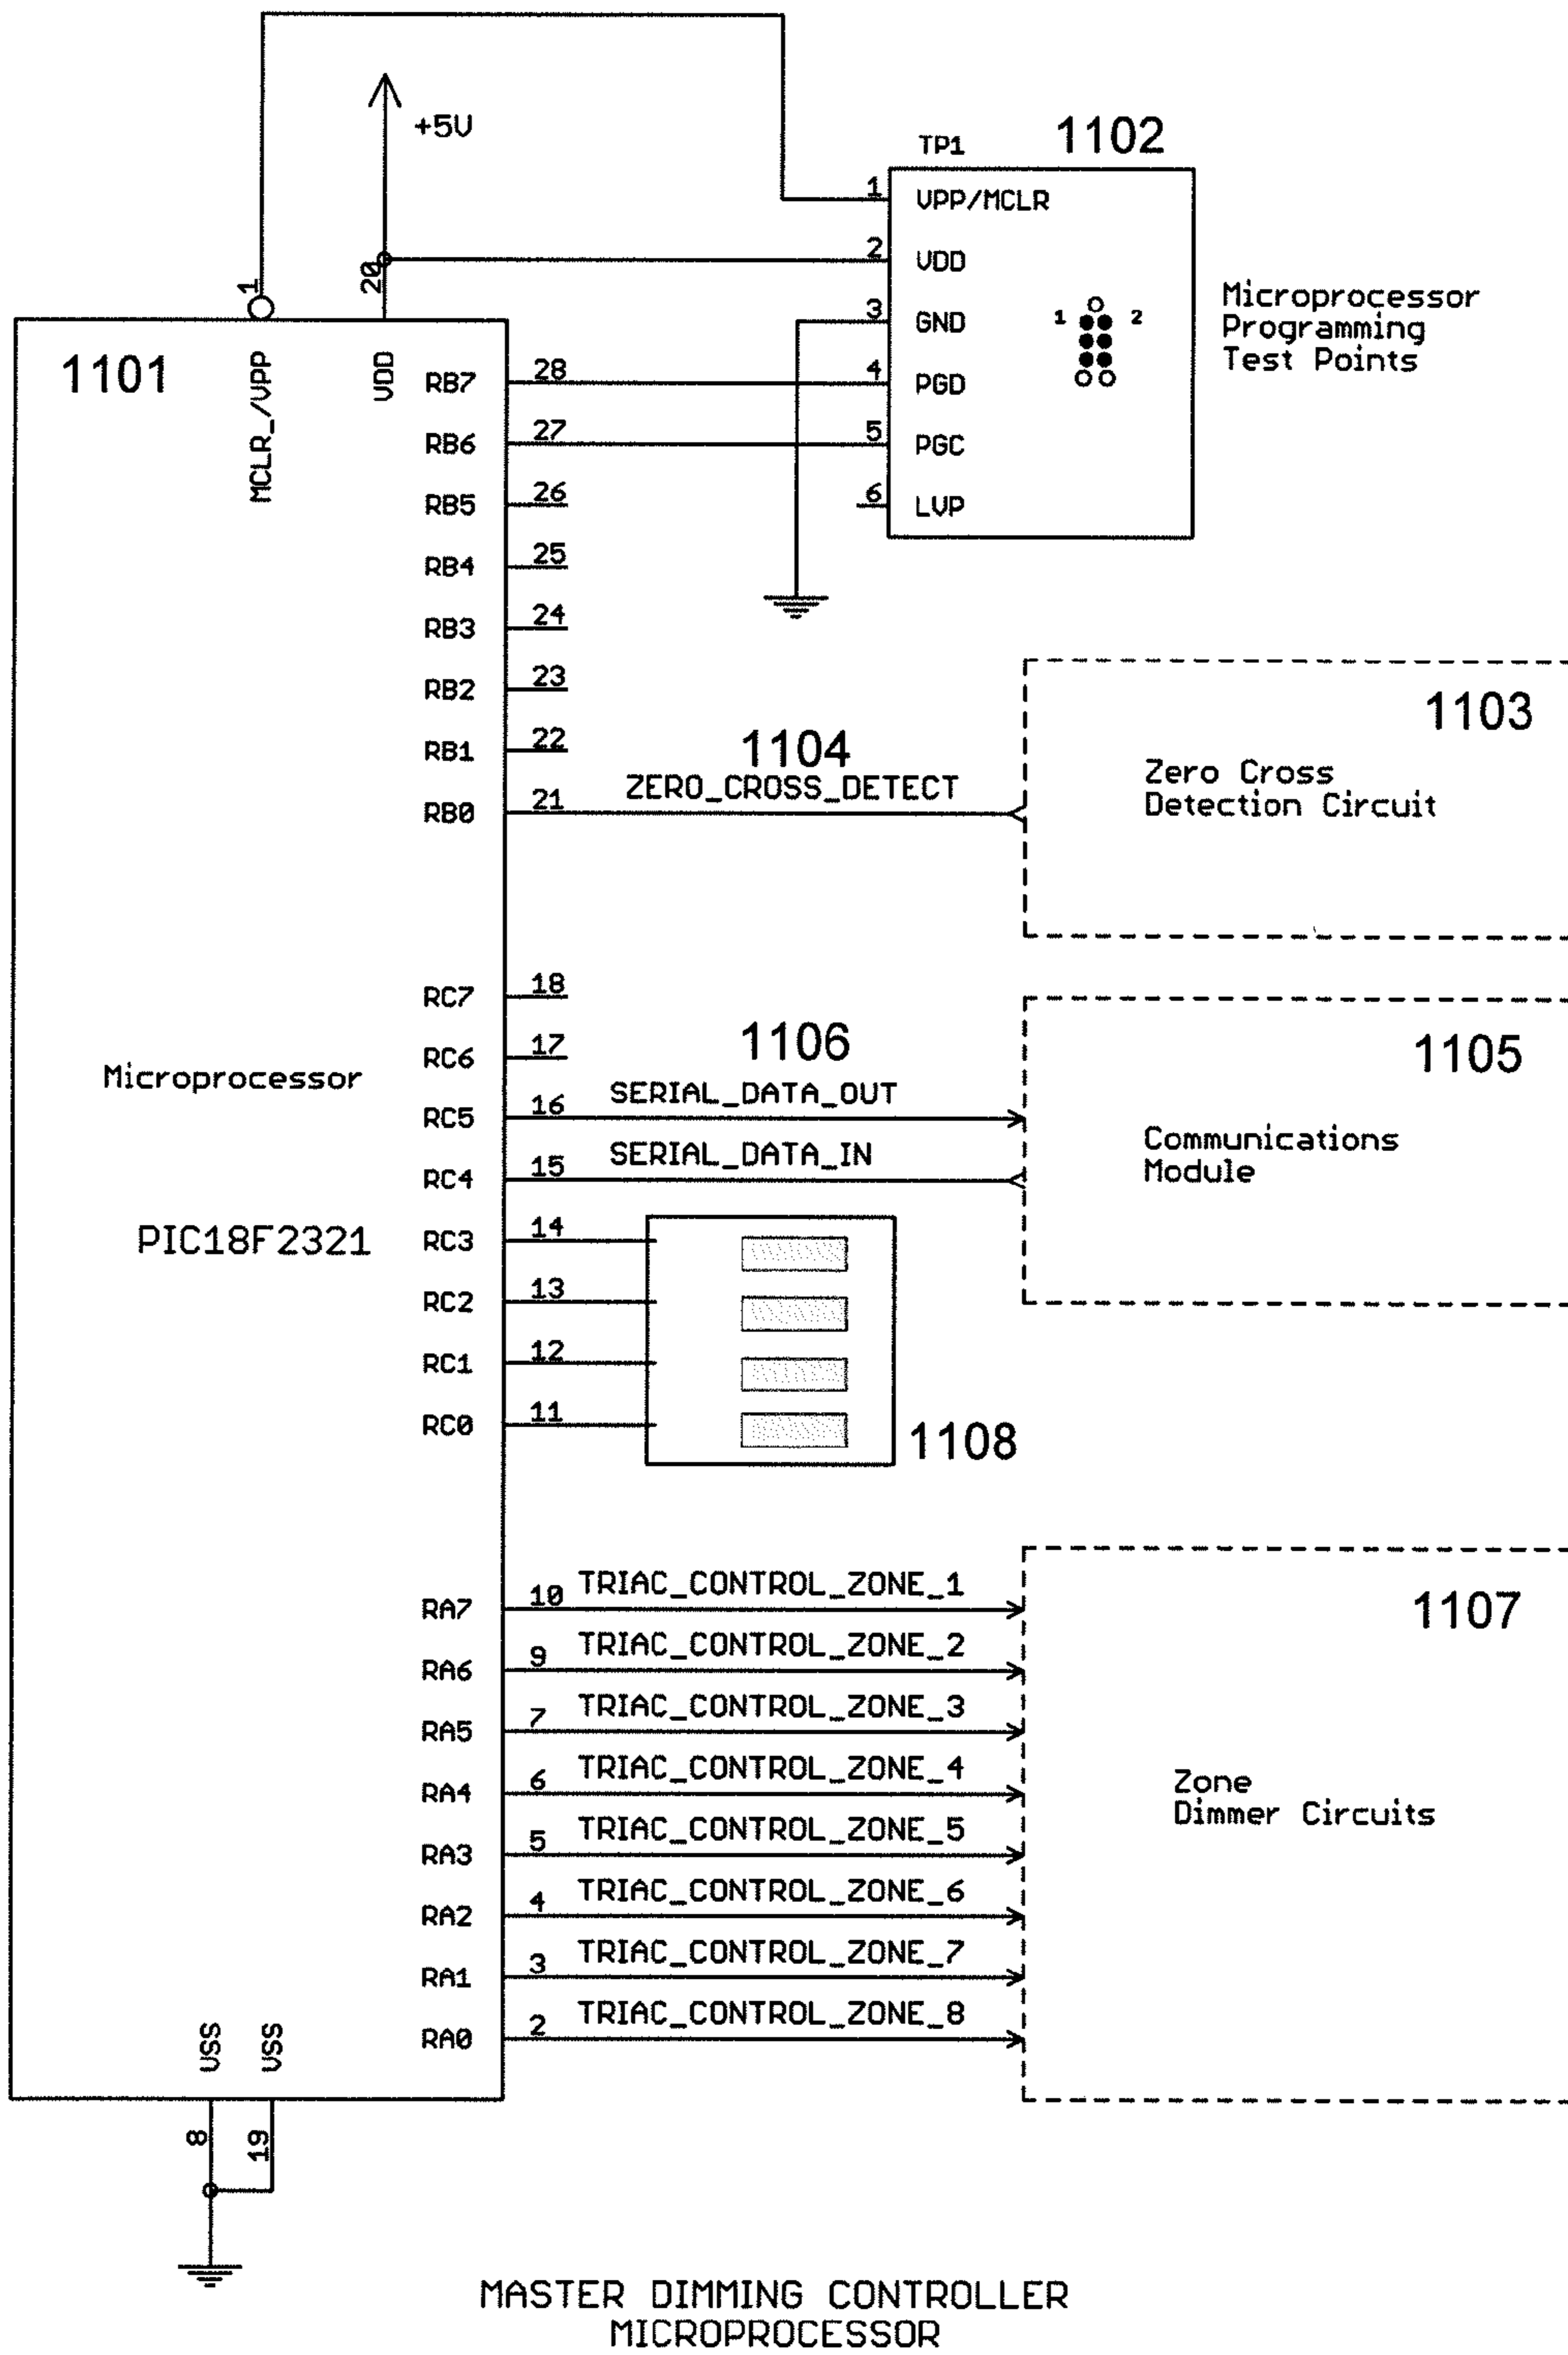 +5V
TP1
1102
1
VPP/MCLR
2
VDD
3
GND
4
PGD
5
PGC
6
LVP
1
2
Microprocessor
Programming
Test Points
1
20
1101
MCLR_/VPP
VDD
RB7
28
RB6
27
RB5
26
RB4
25
RB3
24
RB2
23
RB1
22
RB0
21
1104
ZERO_CROSS_DETECT
1103
Zero Cross
Detection Circuit
RC7
18
RC6
17
Microprocessor
RC5
16
1106
SERIAL_DATA_OUT
RC4
15
SERIAL_DATA_IN
1105
Communications
Module
PIC18F2321
RC3
14
RC2
13
RC1
12
RC0
11
1108
RA7
10
TRIAC_CONTROL_ZONE_1
RA6
9
TRIAC_CONTROL_ZONE_2
RA5
7
TRIAC_CONTROL_ZONE_3
RA4
6
TRIAC_CONTROL_ZONE_4
RA3
5
TRIAC_CONTROL_ZONE_5
RA2
4
TRIAC_CONTROL_ZONE_6
RA1
3
TRIAC_CONTROL_ZONE_7
RA0
2
TRIAC_CONTROL_ZONE_8
1107
Zone
Dimmer Circuits
VSS
VSS
8
19
MASTER DIMMING CONTROLLER
MICROPROCESSOR